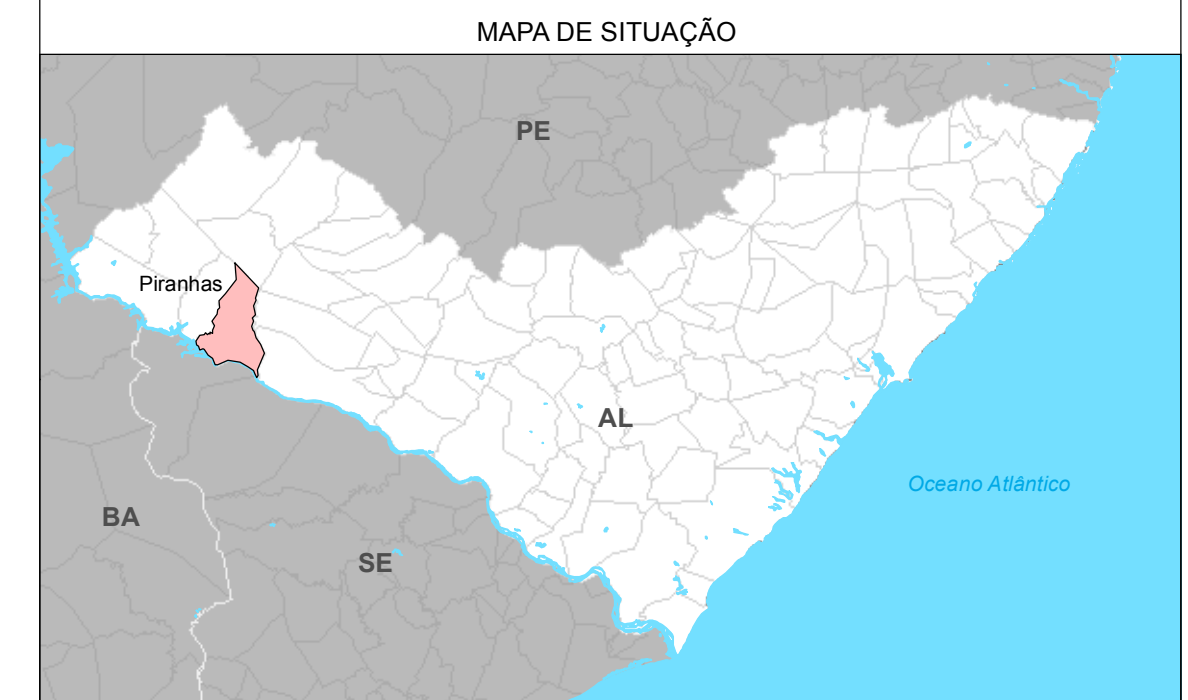 MAPA DE SITUAÇÃO
PE
Piranhas
AL
Oceano Atlântico
BA
SE